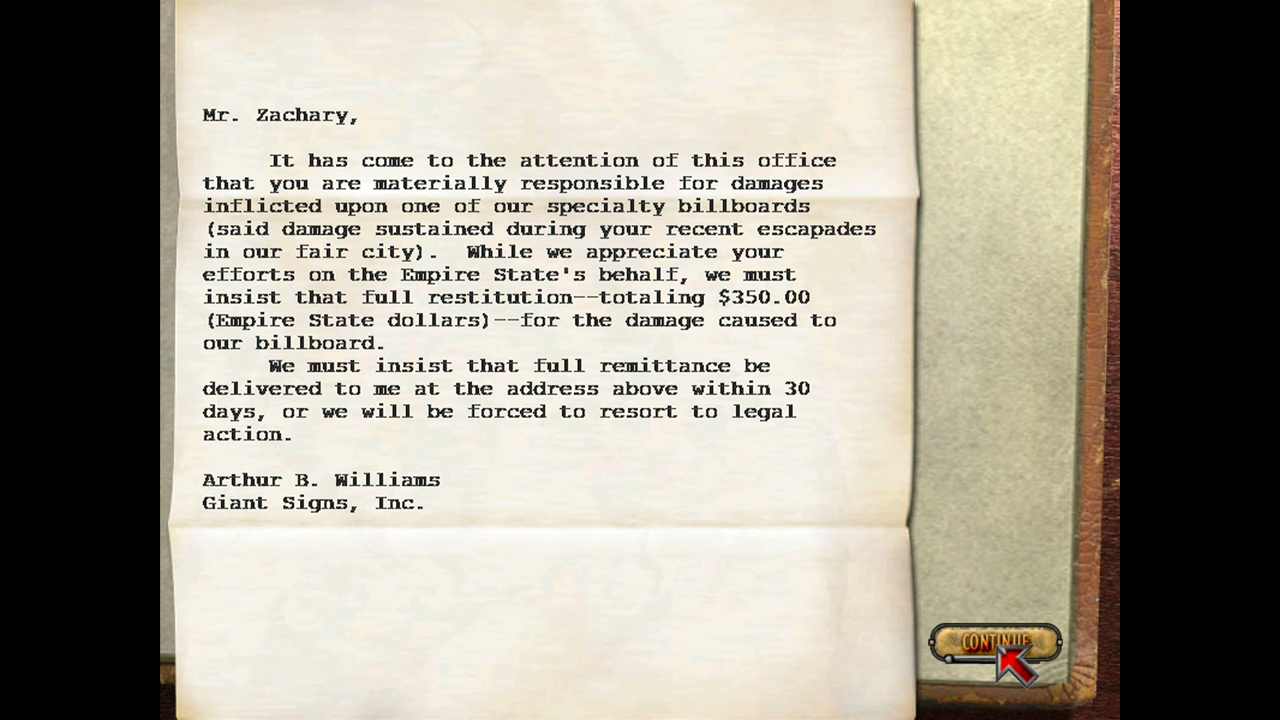 Mr. Zachary,
It has come to the attention of this office
that you are materially responsible for damages
inflicted upon one of our specialty billboards
(said damage sustained during your recent escapades
in our fair city).  While we appreciate your
efforts on the Empire State's behalf, we must
insist that full restitution--totaling $350.00
(Empire State dollars)--for the damage caused to
our billboard.
We must insist that full remittance be
delivered to me at the address above within 30
days, or we will be forced to resort to legal
action.
Arthur B. Williams
Giant Signs, Inc.
CONTINUE